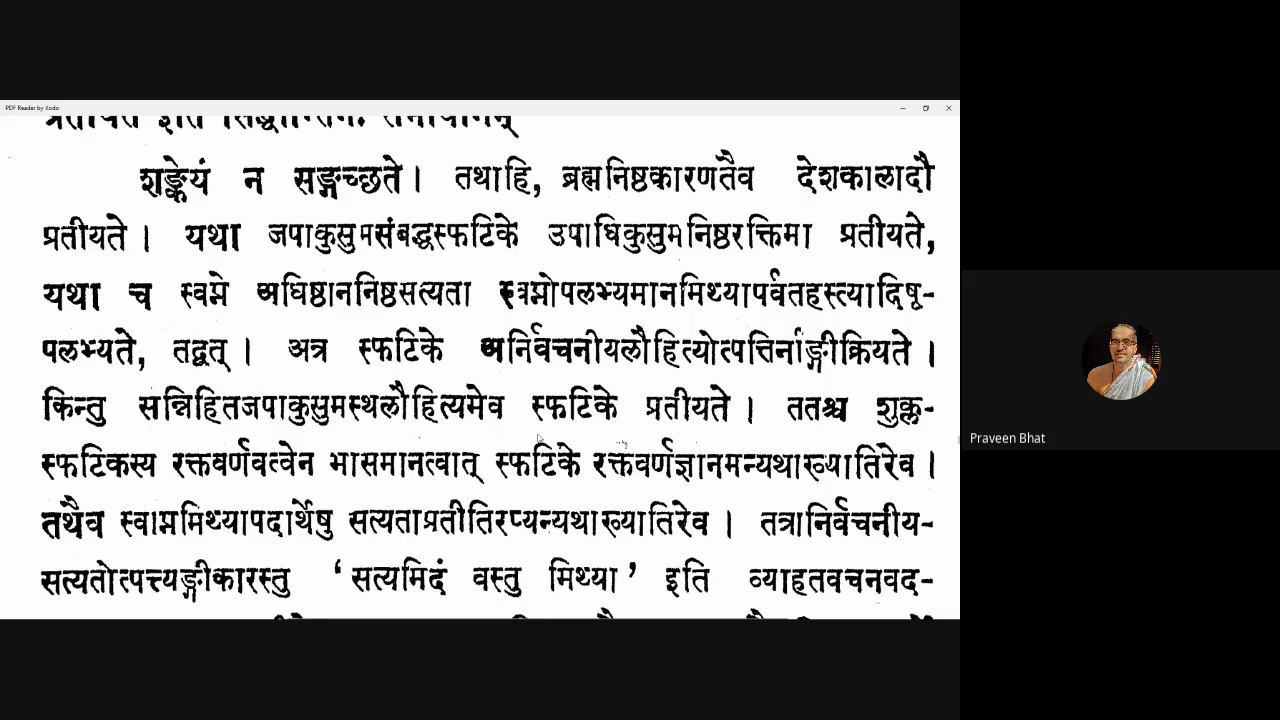 PDF Reader by Xodo
प्रतीयते इति सिद्धान्तिनः समाधानम्
शङ्केयं न सङ्गच्छते । तथाहि, ब्रह्मनिष्ठकारणतैव देशकालादौ
प्रतीयते । यथा जपाकुसुमसंबद्धस्फटिके उपाधिकुसुमनिष्ठरक्तिमा प्रतीयते,
यथा च स्वप्ने अधिष्ठाननिष्ठसत्यता स्वप्नोपलभ्यमानमिथ्यापर्वतहस्त्यादिषू-
पलभ्यते, तद्वत् । अत्र स्फटिके अनिर्वचनीयलौहित्योत्पत्तिर्नाङ्गीक्रियते ।
किन्तु सन्निहितजपाकुसुमस्थलौहित्यमेव स्फटिके प्रतीयते । ततश्च शुक्ल-
स्फटिकस्य रक्तवर्णवत्वेन भासमानत्वात् स्फटिके रक्तवर्णज्ञानमन्यथाख्यातिरेव ।
तथैव स्वाप्नमिथ्यापदार्थेषु सत्यताप्रतीतिरप्यन्यथाख्यातिरेव । तत्रानिर्वचनीय-
सत्यतोत्पत्त्यङ्गीकारस्तु ‘सत्यमिदं वस्तु मिथ्या’ इति व्याहतवचनवद-
Praveen Bhat